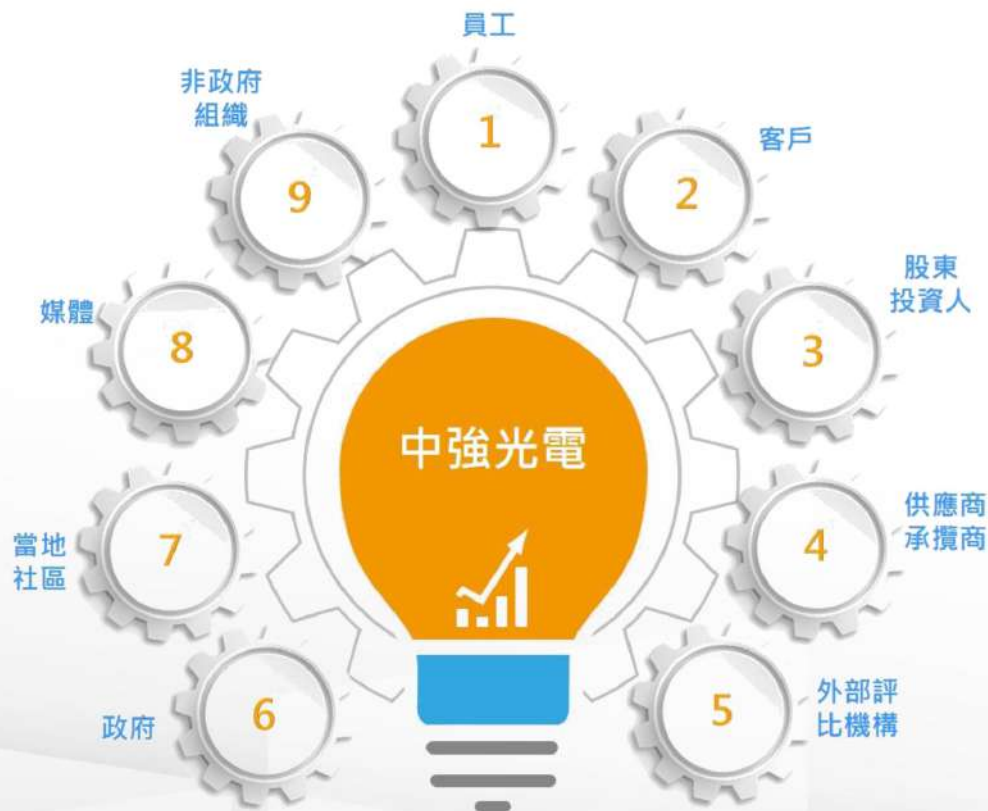 員工
1
客戶
2
股東
投資人
3
供應商
承攬商
4
外部評
比機構
5
政府
6
當地
社區
7
媒體
8
非政府
組織
9
中強光電